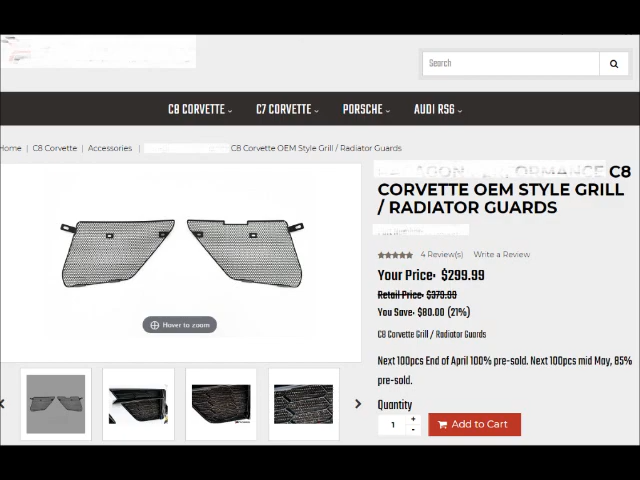 Search
C8 CORVETTE C7 CORVETTE PORSCHE AUDI RS6
Home | C8 Corvette | Accessories | C8 Corvette OEM Style Grill / Radiator Guards
C8
CORVETTE OEM STYLE GRILL
/ RADIATOR GUARDS
4 Review(s) Write a Review
Your Price: $299.99
Retail Price: $379.99
You Save: $80.00 (21%)
Hover to zoom
C8 Corvette Grill / Radiator Guards
Next 100pcs End of April 100% pre-sold. Next 100pcs mid May, 85%
pre-sold.
Quantity
1 + - Add to Cart